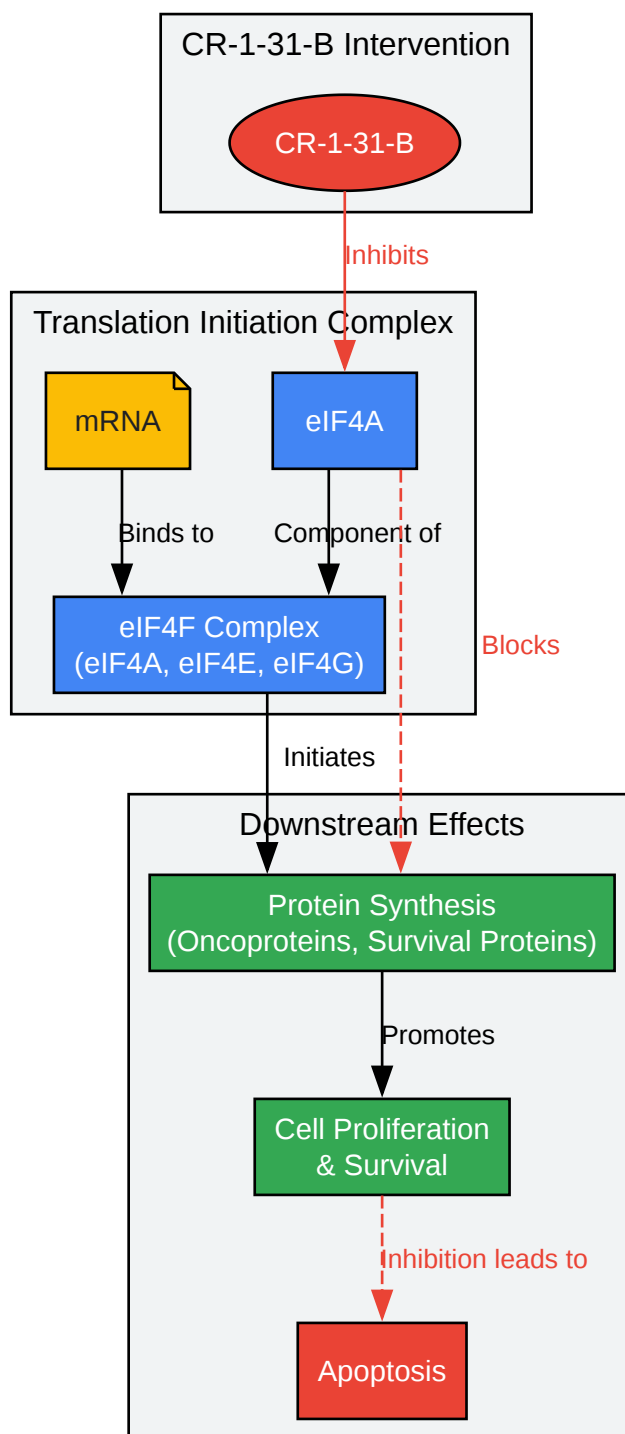 CR-1-31-B Intervention
CR-1-31-B
Inhibits
Translation Initiation Complex
mRNA
eIF4A
Binds to
Component of
eIF4F Complex
(eIF4A, eIF4E, eIF4G)
Blocks
Initiates
Downstream Effects
Protein Synthesis
(Oncoproteins, Survival Proteins)
Promotes
Cell Proliferation
& Survival
Inhibition leads to
Apoptosis